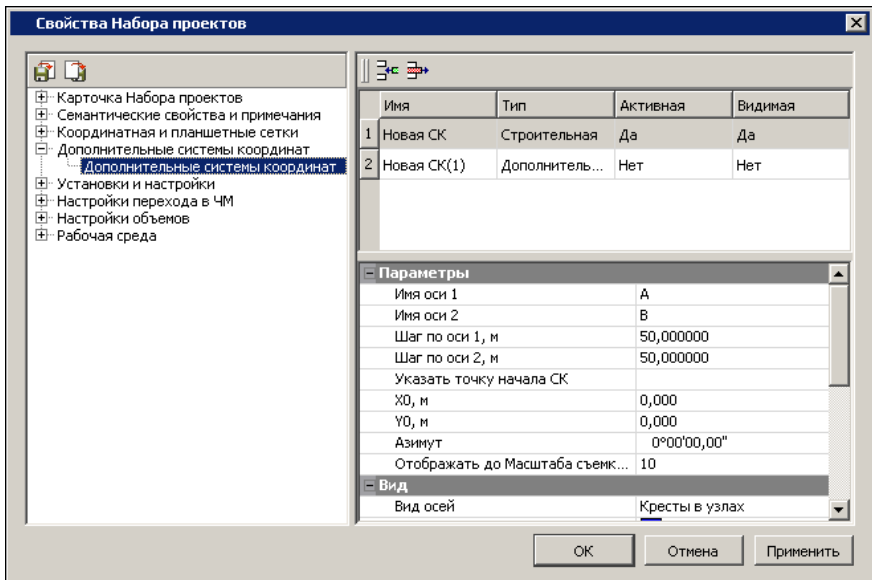 Свойства Набора проектов
Карточка Набора проектов
Семантические свойства и примечания
Координатная и планшетные сетки
Дополнительные системы координат
Дополнительные системы координат
Установки и настройки
Настройки перехода в ЧМ
Настройки объемов
Рабочая среда
Имя Тип Активная Видимая
1 Новая СК Строительная Да Да
2 Новая СК(1) Дополнитель... Нет Нет
Параметры
Имя оси 1 A
Имя оси 2 B
Шаг по оси 1, м 50,000000
Шаг по оси 2, м 50,000000
Указать точку начала СК
X0, м 0,000
Y0, м 0,000
Азимут 0°00'00,00"
Отображать до Масштаба съемк... 10
Вид
Вид осей Кресты в узлах
ОК Отмена Применить